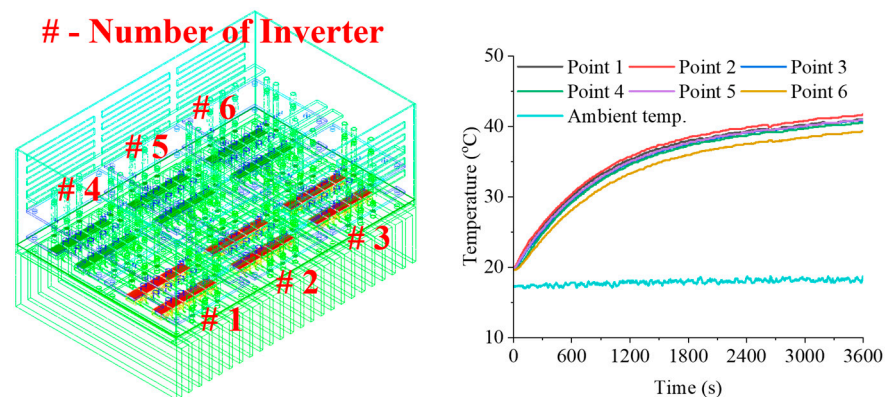 # - Number of Inverter
# 6
# 5
# 4
# 3
# 2
# 1
50
40
30
20
10
Temperature (ºC)
Point 1 Point 2 Point 3
Point 4 Point 5 Point 6
Ambient temp.
0 600 1200 1800 2400 3000 3600
Time (s)